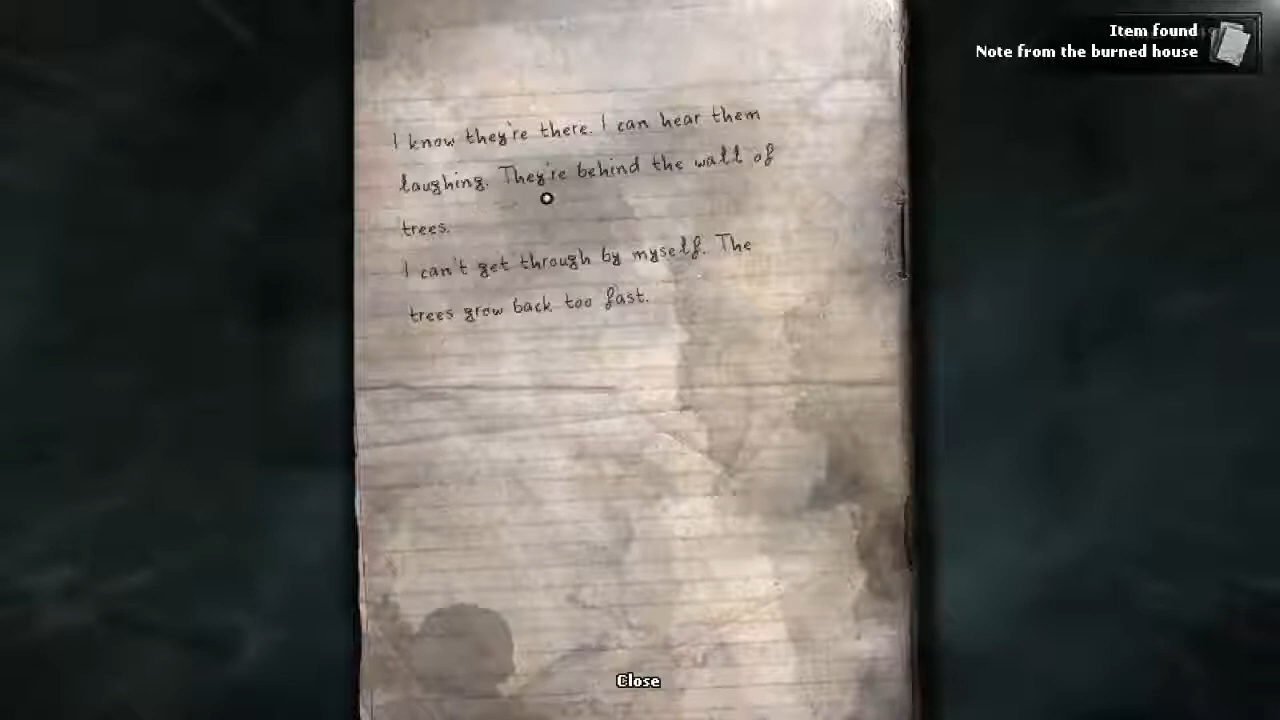 Item found
Note from the burned house
I know they're there. I can hear them
laughing. They're behind the wall of
trees.
I can't get through by myself. The
trees grow back too fast.
Close